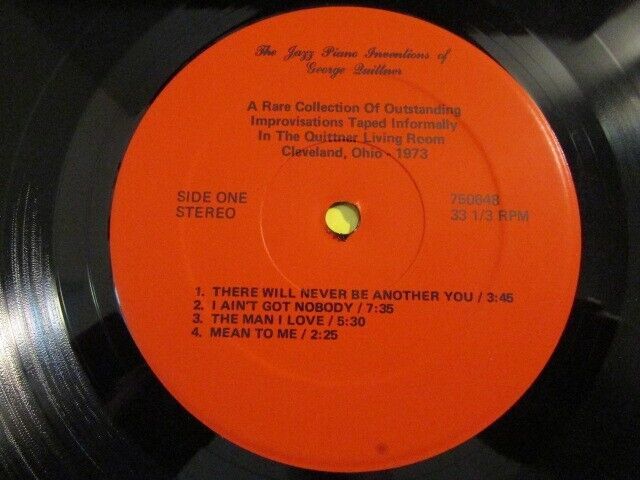 The Jazz Piano Inventions of
George Quittner
A Rare Collection Of Outstanding
Improvisations Taped Informally
In The Quittner Living Room
Cleveland, Ohio - 1973
SIDE ONE
STEREO
750848
33 1/3 RPM
1. THERE WILL NEVER BE ANOTHER YOU / 3:45
2. I AIN'T GOT NOBODY / 7:35
3. THE MAN I LOVE / 5:30
4. MEAN TO ME / 2:25